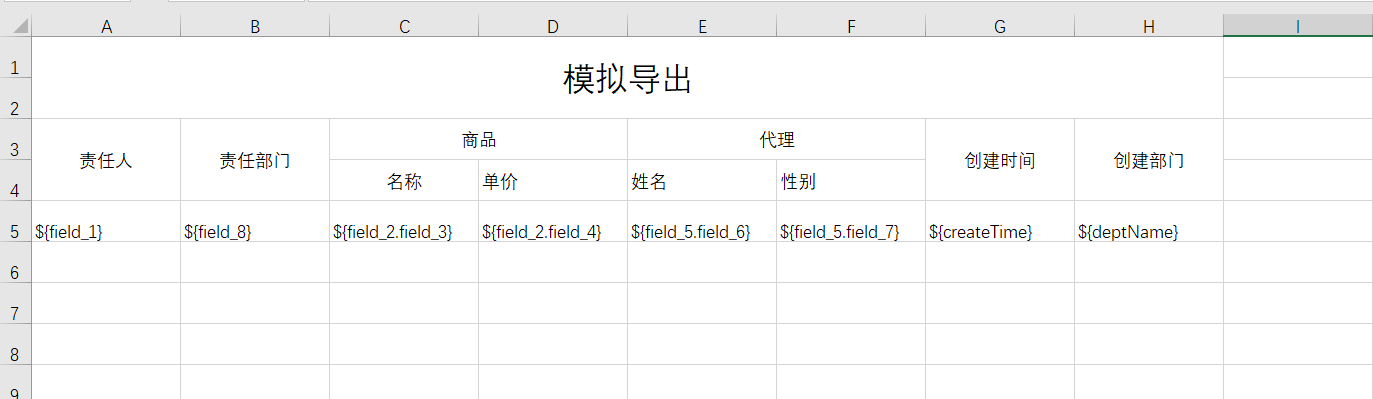 A B C D E F G H I
1 模拟导出
2
3 责任人 责任部门 商品 代理 创建时间 创建部门
4 名称 单价 姓名 性别
5 ${field_1} ${field_8} ${field_2.field_3} ${field_2.field_4} ${field_5.field_6} ${field_5.field_7} ${createTime} ${deptName}
6
7
8
9